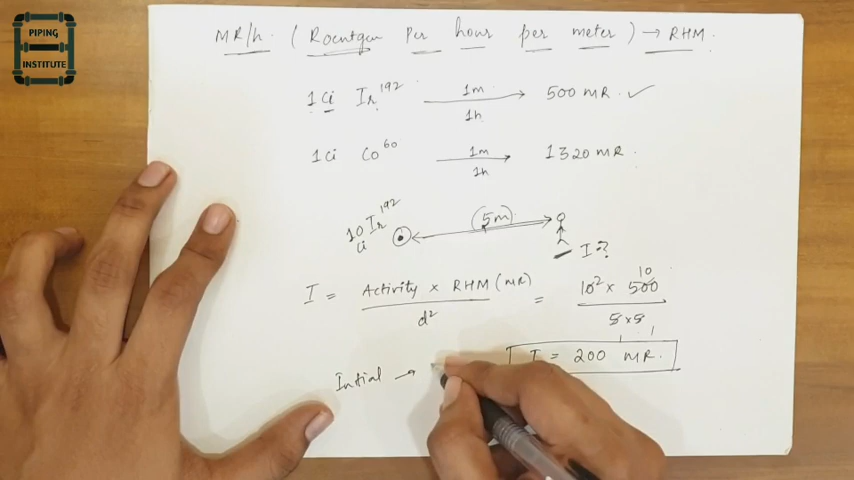 PIPING
INSTITUTE
MR/h. ( Roentgen Per hour per meter ) → RHM.
1 Ci Ir¹⁹² 1m → 500 MR. ✓
1h
1 Ci Co⁶⁰ 1m → 1320 MR.
1h
10 Ci Ir¹⁹² (5m)
I = ?
I = Activity × RHM (MR) / d² = 10² × 500 10 / 5 × 5
1 1
I = 200 MR.
Initial →